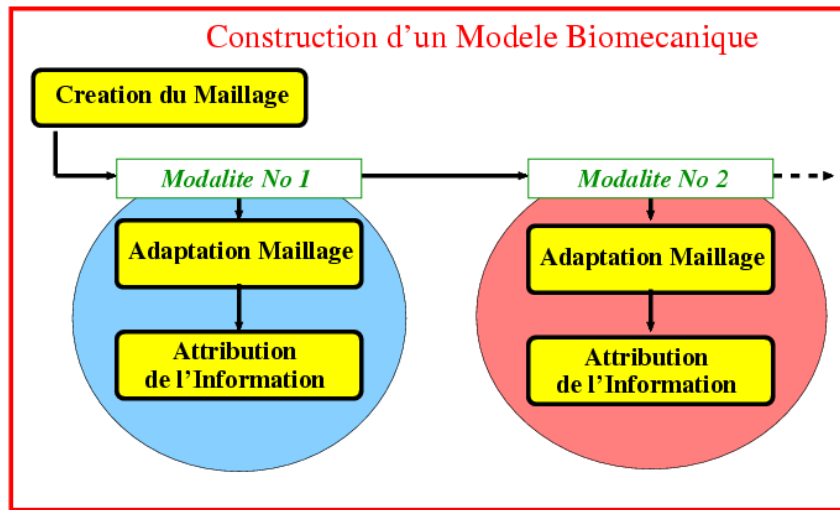 Construction d'un Modele Biomecanique
Creation du Maillage
Modalite No 1
Modalite No 2
Adaptation Maillage
Adaptation Maillage
Attribution
de l'Information
Attribution
de l'Information